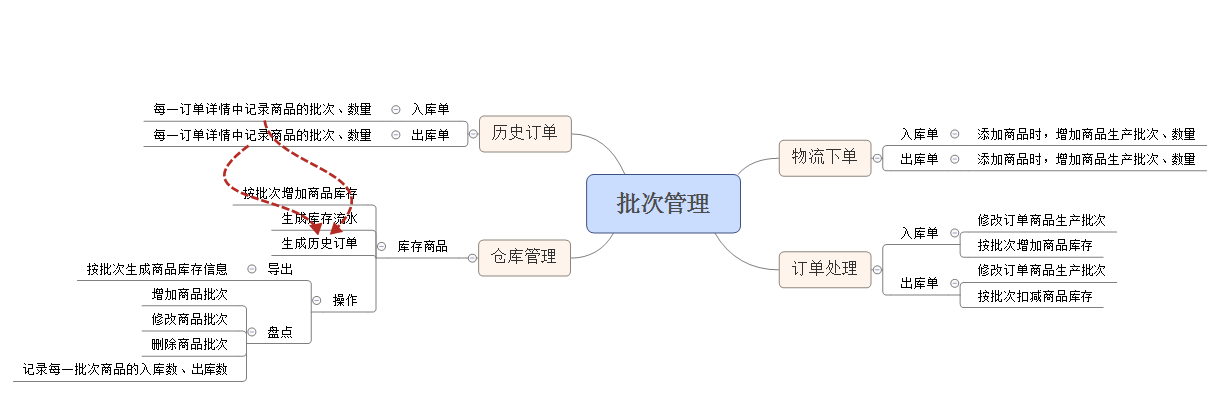 批次管理
历史订单
入库单
每一订单详情中记录商品的批次、数量
出库单
每一订单详情中记录商品的批次、数量
仓库管理
库存商品
按批次增加商品库存
生成库存流水
生成历史订单
操作
导出
按批次生成商品库存信息
盘点
增加商品批次
修改商品批次
删除商品批次
记录每一批次商品的入库数、出库数
物流下单
入库单
添加商品时，增加商品生产批次、数量
出库单
添加商品时，增加商品生产批次、数量
订单处理
入库单
修改订单商品生产批次
按批次增加商品库存
出库单
修改订单商品生产批次
按批次扣减商品库存